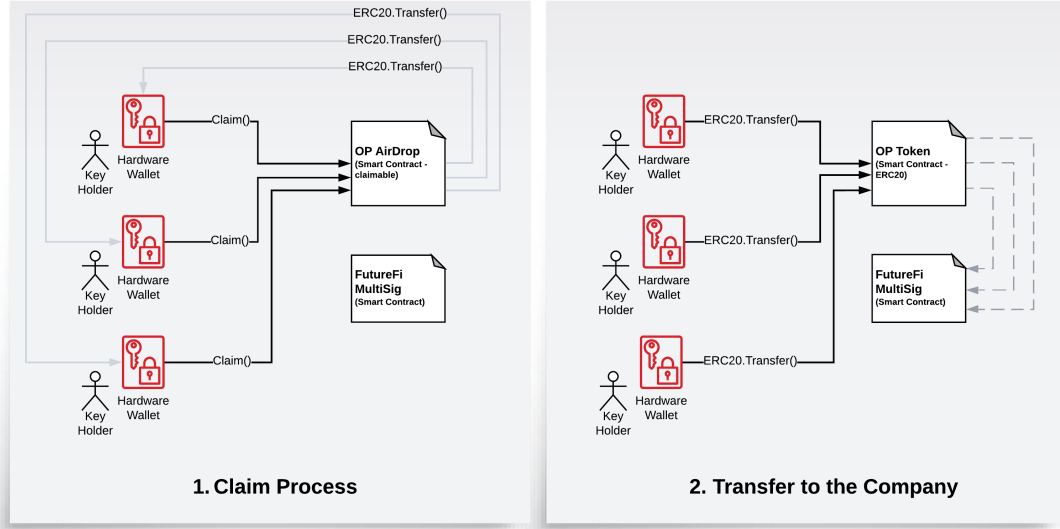 ERC20.Transfer()
ERC20.Transfer()
ERC20.Transfer()
Claim()
Key
Holder
Hardware
Wallet
OP AirDrop
(Smart Contract -
claimable)
Claim()
Key
Holder
Hardware
Wallet
FutureFi
MultiSig
(Smart Contract)
Claim()
Key
Holder
Hardware
Wallet
1. Claim Process
ERC20.Transfer()
Key
Holder
Hardware
Wallet
OP Token
(Smart Contract -
ERC20)
ERC20.Transfer()
Key
Holder
Hardware
Wallet
FutureFi
MultiSig
(Smart Contract)
ERC20.Transfer()
Key
Holder
Hardware
Wallet
2. Transfer to the Company